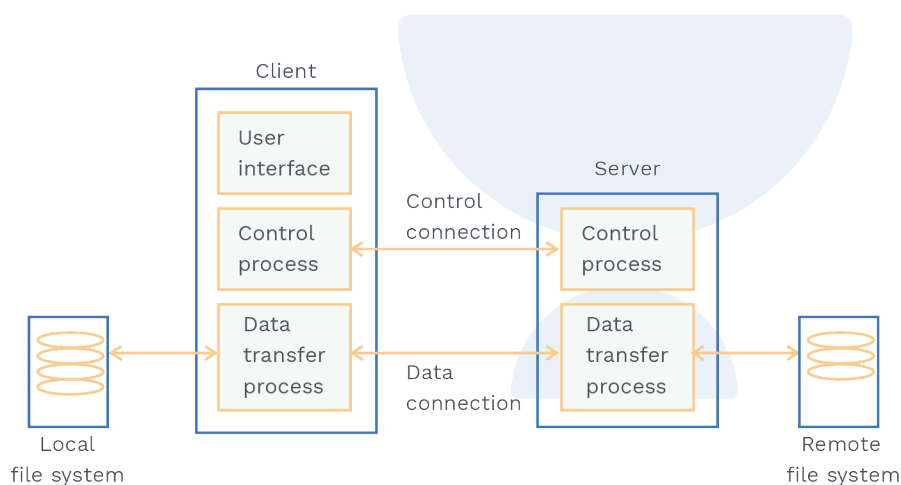 Client
User
interface
Control
process
Data
transfer
process
Control
connection
Data
connection
Server
Control
process
Data
transfer
process
Local
file system
Remote
file system